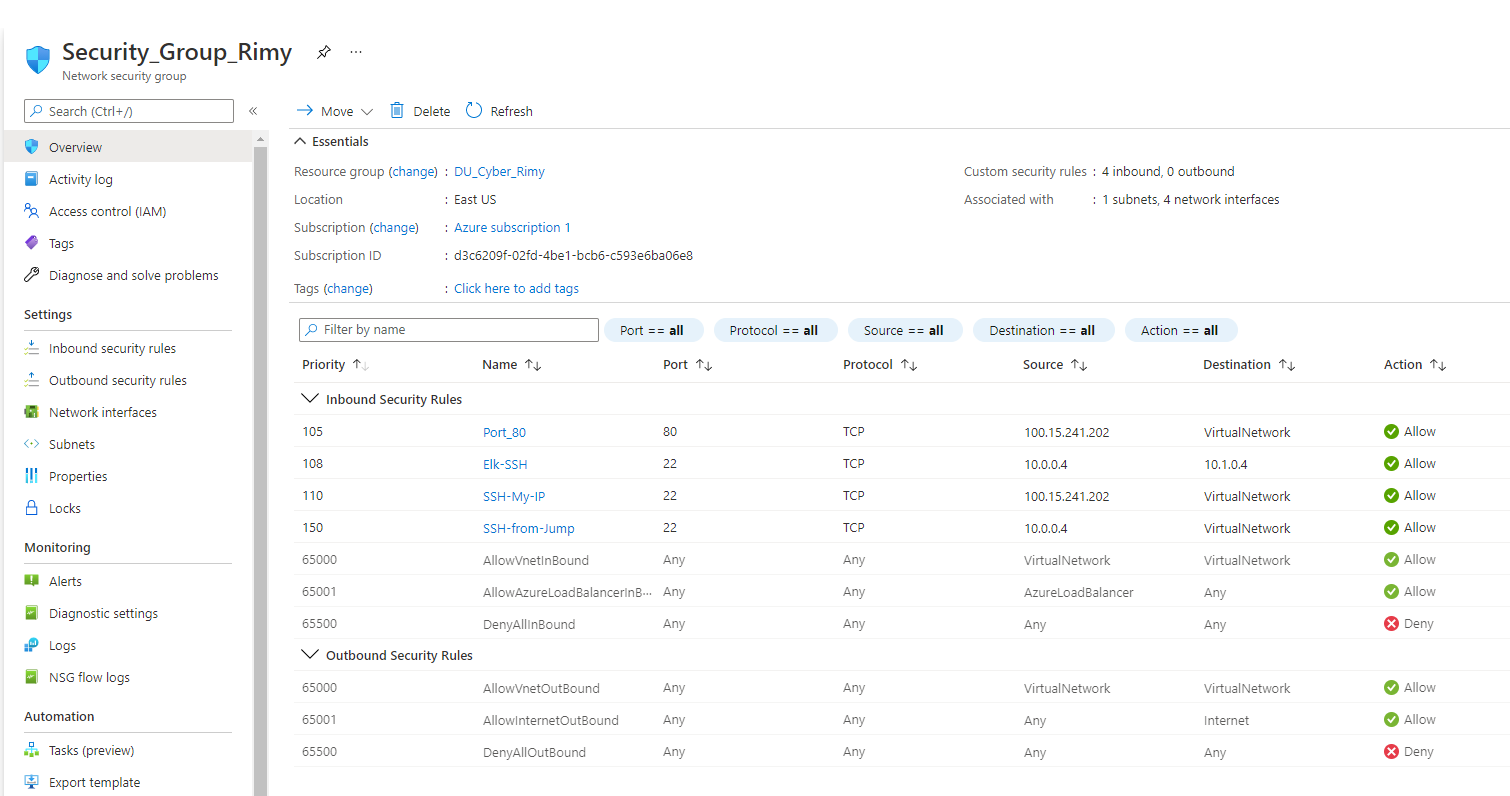 Security_Group_Rimy
Network security group
Search (Ctrl+/)
«
Move
Delete
Refresh
Overview
Activity log
Access control (IAM)
Tags
Diagnose and solve problems
Settings
Inbound security rules
Outbound security rules
Network interfaces
Subnets
Properties
Locks
Monitoring
Alerts
Diagnostic settings
Logs
NSG flow logs
Automation
Tasks (preview)
Export template
Essentials
Resource group (change) : DU_Cyber_Rimy
Location : East US
Subscription (change) : Azure subscription 1
Subscription ID : d3c6209f-02fd-4be1-bcb6-c593e6ba06e8
Tags (change) : Click here to add tags
Custom security rules : 4 inbound, 0 outbound
Associated with : 1 subnets, 4 network interfaces
Filter by name Port == all Protocol == all Source == all Destination == all Action == all
Priority Name Port Protocol Source Destination Action
Inbound Security Rules
105 Port_80 80 TCP 100.15.241.202 VirtualNetwork Allow
108 Elk-SSH 22 TCP 10.0.0.4 10.1.0.4 Allow
110 SSH-My-IP 22 TCP 100.15.241.202 VirtualNetwork Allow
150 SSH-from-Jump 22 TCP 10.0.0.4 VirtualNetwork Allow
65000 AllowVnetInBound Any Any VirtualNetwork VirtualNetwork Allow
65001 AllowAzureLoadBalancerInB... Any Any AzureLoadBalancer Any Allow
65500 DenyAllInBound Any Any Any Any Deny
Outbound Security Rules
65000 AllowVnetOutBound Any Any VirtualNetwork VirtualNetwork Allow
65001 AllowInternetOutBound Any Any Any Internet Allow
65500 DenyAllOutBound Any Any Any Any Deny